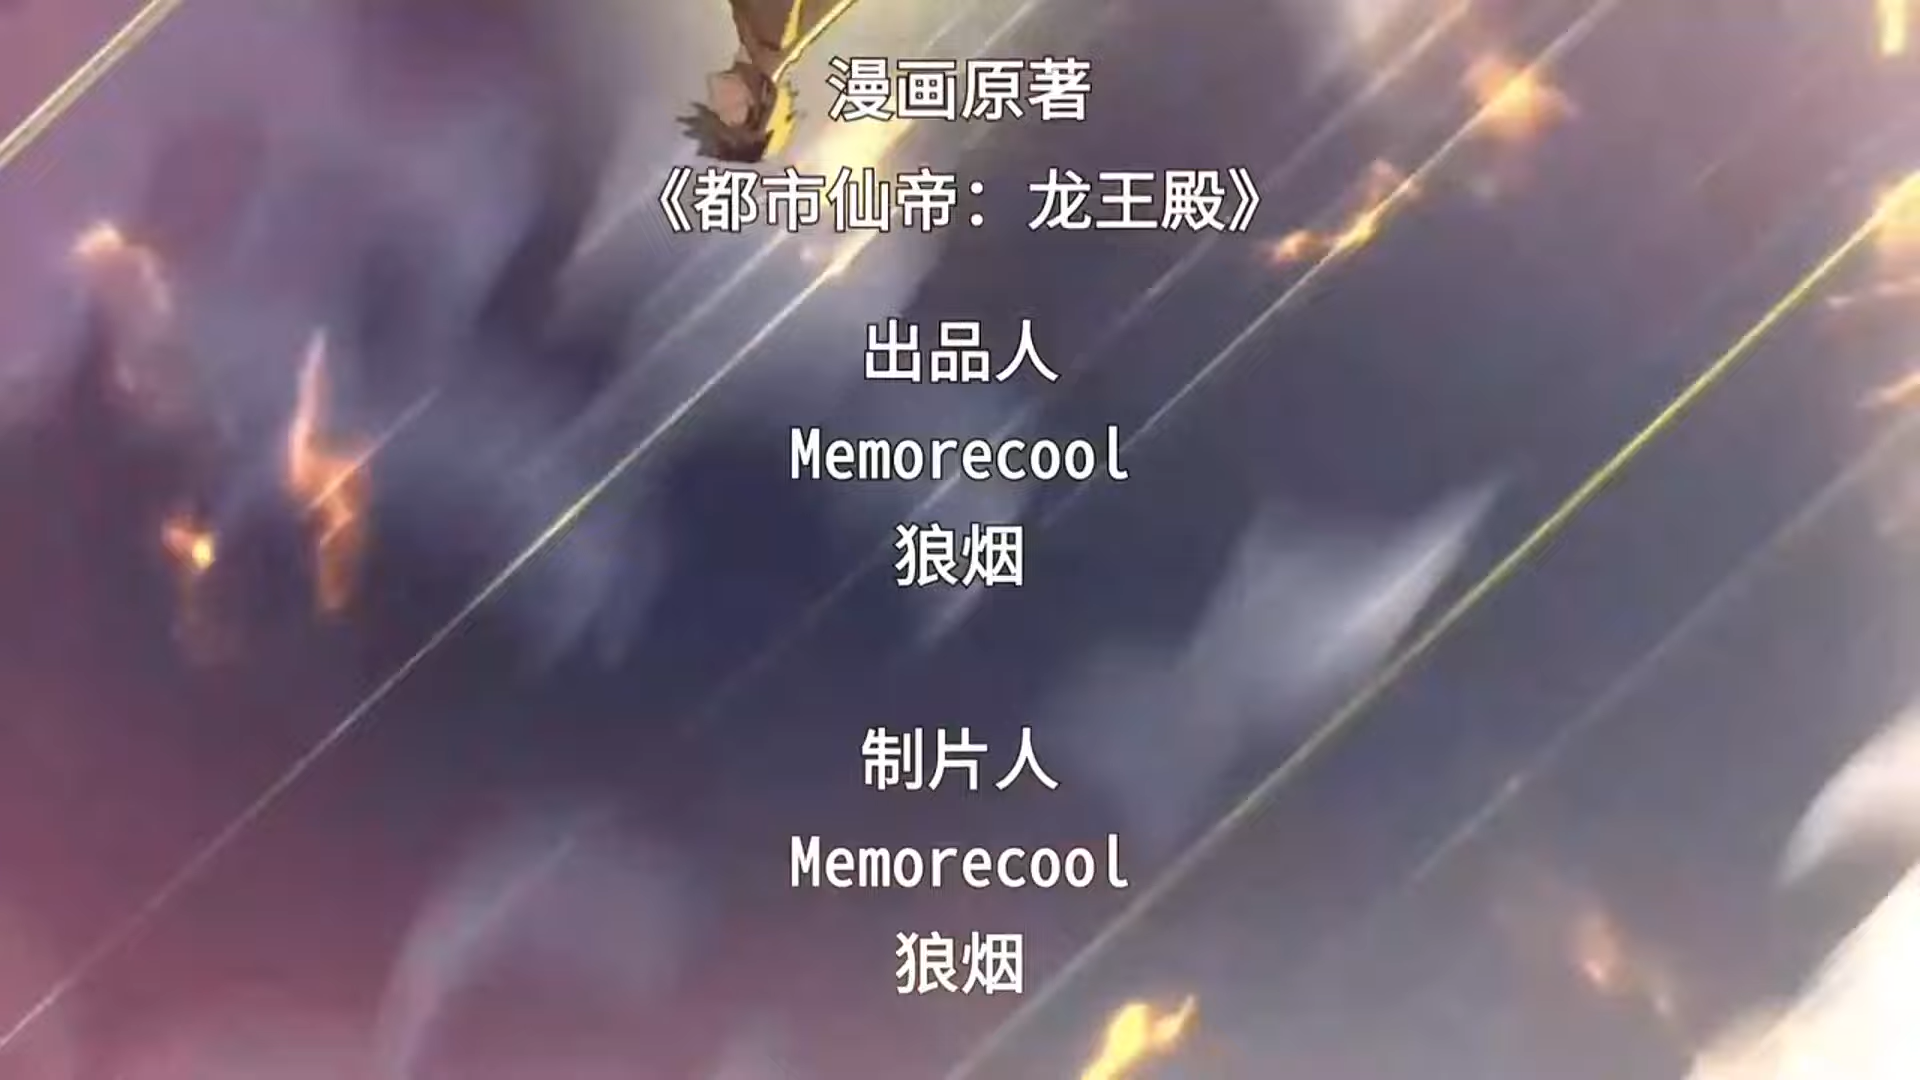 漫画原著
《都市仙帝：龙王殿》
出品人
Memorecool
狼烟
制片人
Memorecool
狼烟